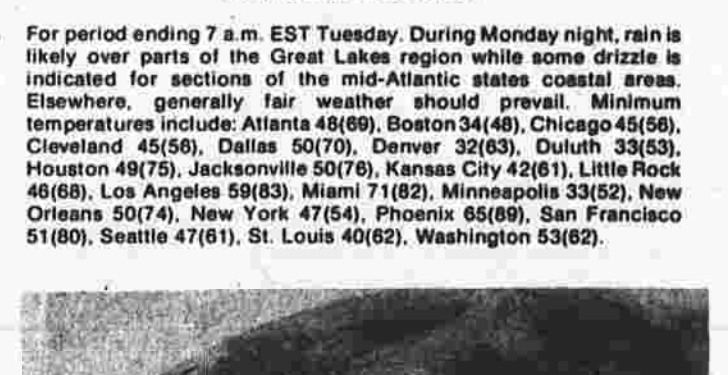 For period ending 7 a.m. EST Tuesday. During Monday night, rain is
likely over parts of the Great Lakes region while some drizzle is
indicated for sections of the mid-Atlantic states coastal areas.
Elsewhere, generally fair weather should prevail. Minimum
temperatures include: Atlanta 48(69), Boston 34(48), Chicago 45(56),
Cleveland 45(56), Dallas 50(70), Denver 32(63), Duluth 33(53),
Houston 49(75), Jacksonville 50(76), Kansas City 42(61), Little Rock
46(68), Los Angeles 59(83), Miami 71(82), Minneapolis 33(52), New
Orleans 50(74), New York 47(54), Phoenix 65(89), San Francisco
51(80), Seattle 47(61), St. Louis 40(62), Washington 53(62).